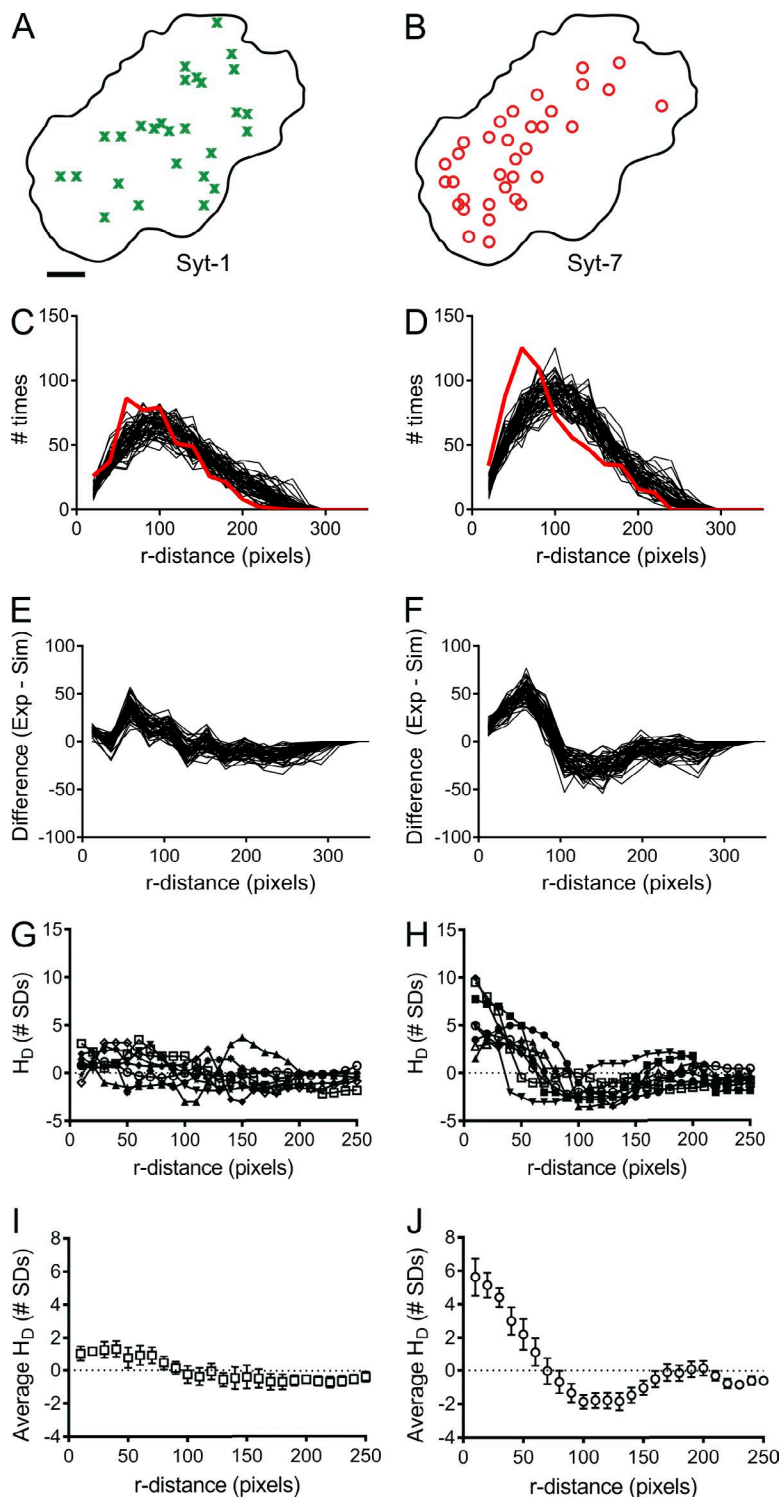 A
B
Syt-1
Syt-7
C
D
150
100
50
0
# times
0 100 200 300
r-distance (pixels)
150
100
50
0
# times
0 100 200 300
r-distance (pixels)
E
F
100
50
0
-50
-100
Difference (Exp - Sim)
0 100 200 300
r-distance (pixels)
100
50
0
-50
-100
Difference (Exp - Sim)
0 100 200 300
r-distance (pixels)
G
H
15
10
5
0
-5
HD (# SDs)
0 50 100 150 200 250
r-distance (pixels)
15
10
5
0
-5
HD (# SDs)
0 50 100 150 200 250
r-distance (pixels)
I
J
8
6
4
2
0
-2
-4
Average HD (# SDs)
0 50 100 150 200 250
r-distance (pixels)
8
6
4
2
0
-2
-4
Average HD (# SDs)
0 50 100 150 200 250
r-distance (pixels)